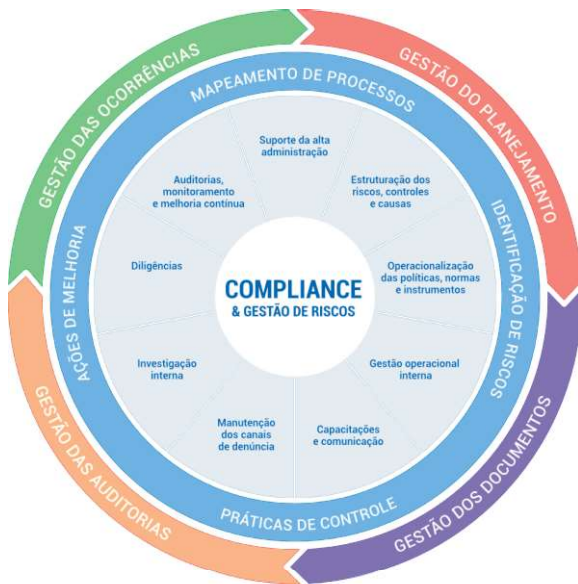 GESTÃO DAS OCORRÊNCIAS
GESTÃO DO PLANEJAMENTO
GESTÃO DOS DOCUMENTOS
GESTÃO DAS AUDITORIAS
MAPEAMENTO DE PROCESSOS
IDENTIFICAÇÃO DE RISCOS
PRÁTICAS DE CONTROLE
AÇÕES DE MELHORIA
Suporte da alta
administração
Estruturação dos
riscos, controles
e causas
Operacionalização
das políticas, normas
e instrumentos
Gestão operacional
interna
Capacitações
e comunicação
Manutenção
dos canais
de denúncia
Investigação
interna
Diligências
Auditorias,
monitoramento
e melhoria contínua
COMPLIANCE
& GESTÃO DE RISCOS